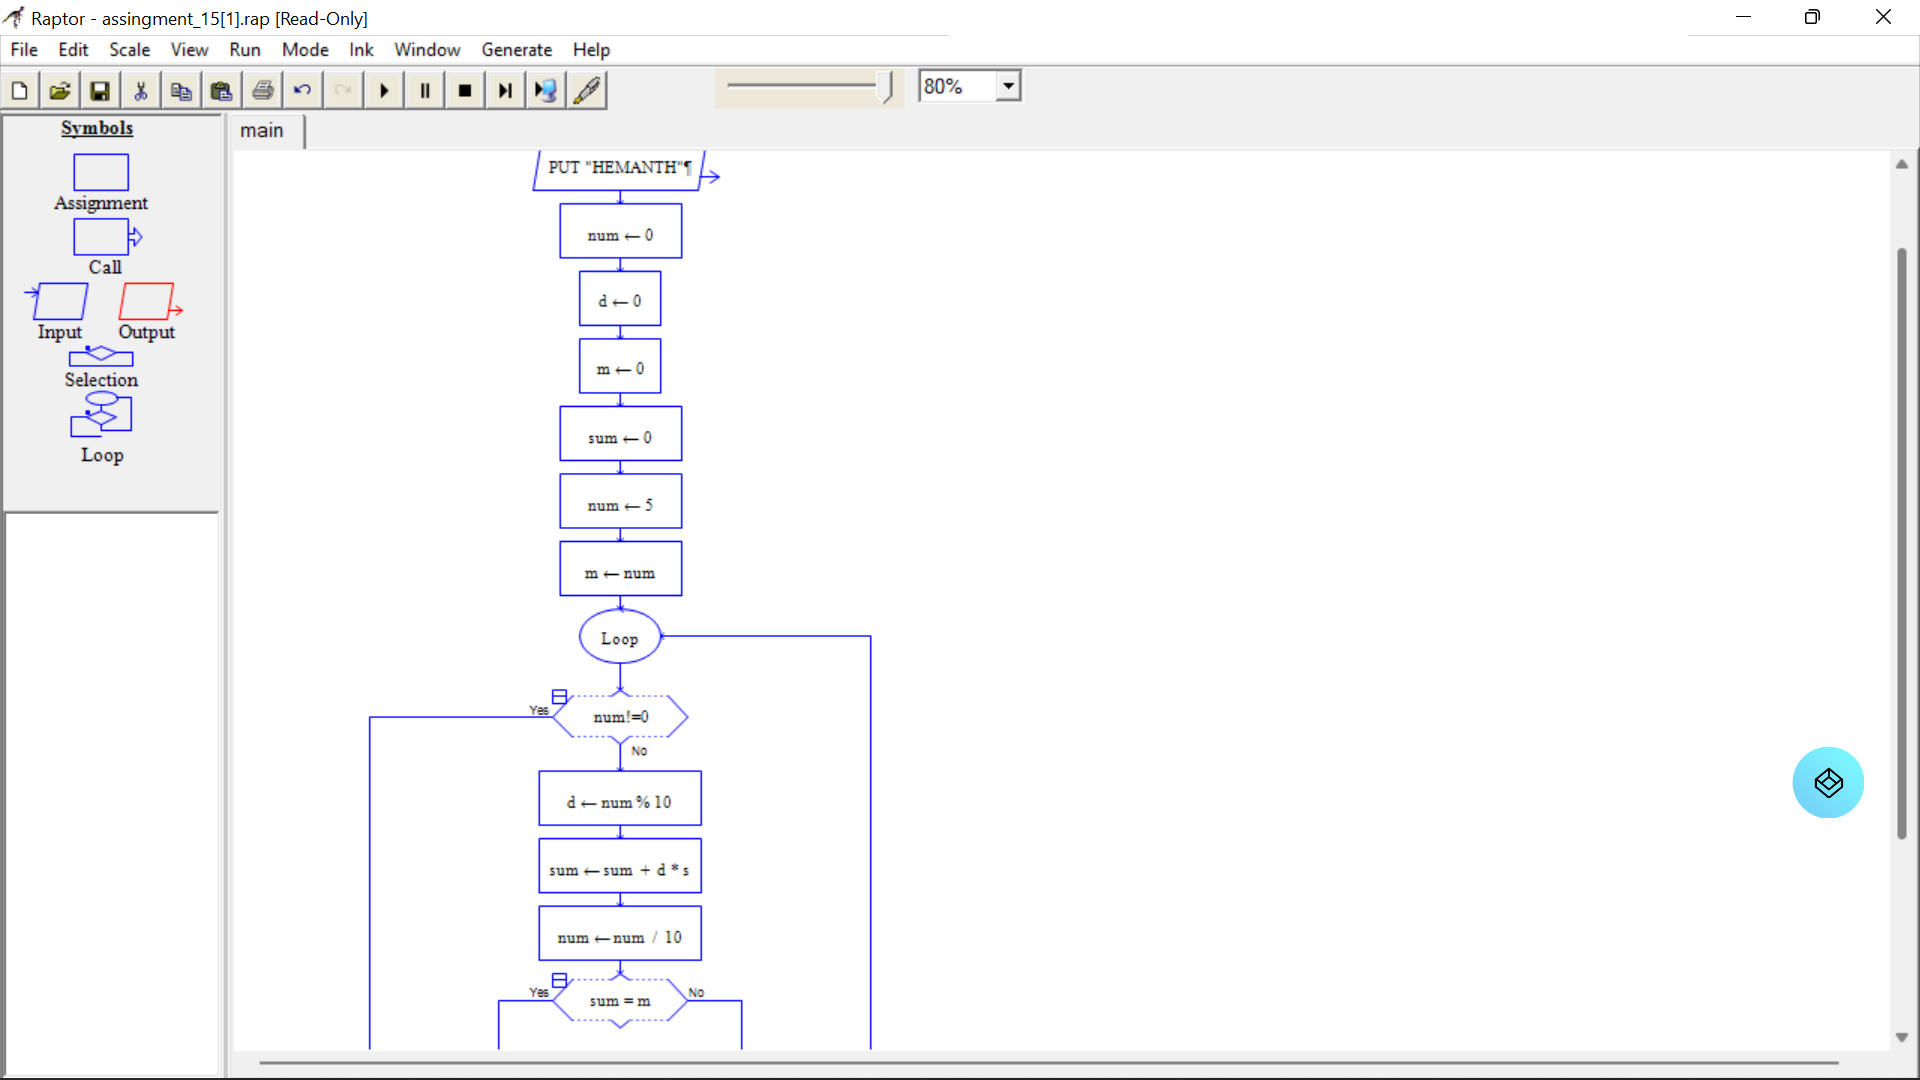 Raptor - assingment_15[1].rap [Read-Only]
File Edit Scale View Run Mode Ink Window Generate Help
80%
Symbols
Assignment
Call
Input Output
Selection
Loop
main
PUT "HEMANTH"¶
num ← 0
d ← 0
m ← 0
sum ← 0
num ← 5
m ← num
Loop
Yes
num!=0
No
d ← num % 10
sum ← sum + d * s
num ← num / 10
Yes
sum = m
No